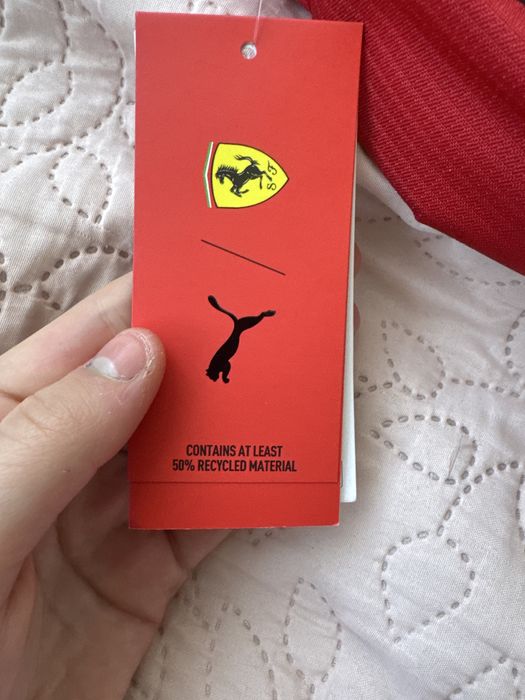 S F
CONTAINS AT LEAST
50% RECYCLED MATERIAL